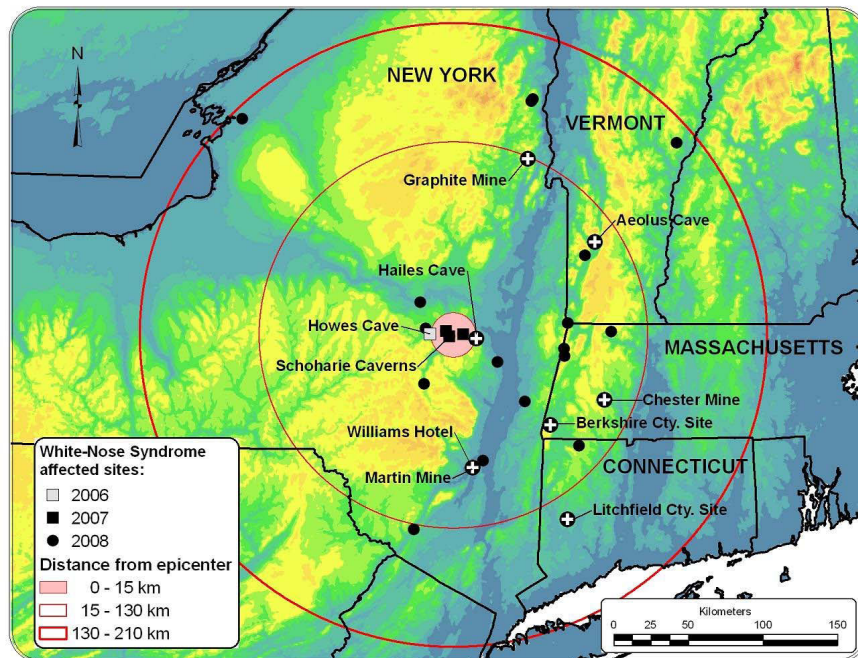 N
NEW YORK
VERMONT
Graphite Mine
Aeolus Cave
Hailes Cave
Howes Cave
Schoharie Caverns
MASSACHUSETTS
Chester Mine
Berkshire Cty. Site
Williams Hotel
Martin Mine
CONNECTICUT
Litchfield Cty. Site
White-Nose Syndrome
affected sites:
2006
2007
2008
Distance from epicenter
0 - 15 km
15 - 130 km
130 - 210 km
Kilometers
0 25 50 100 150